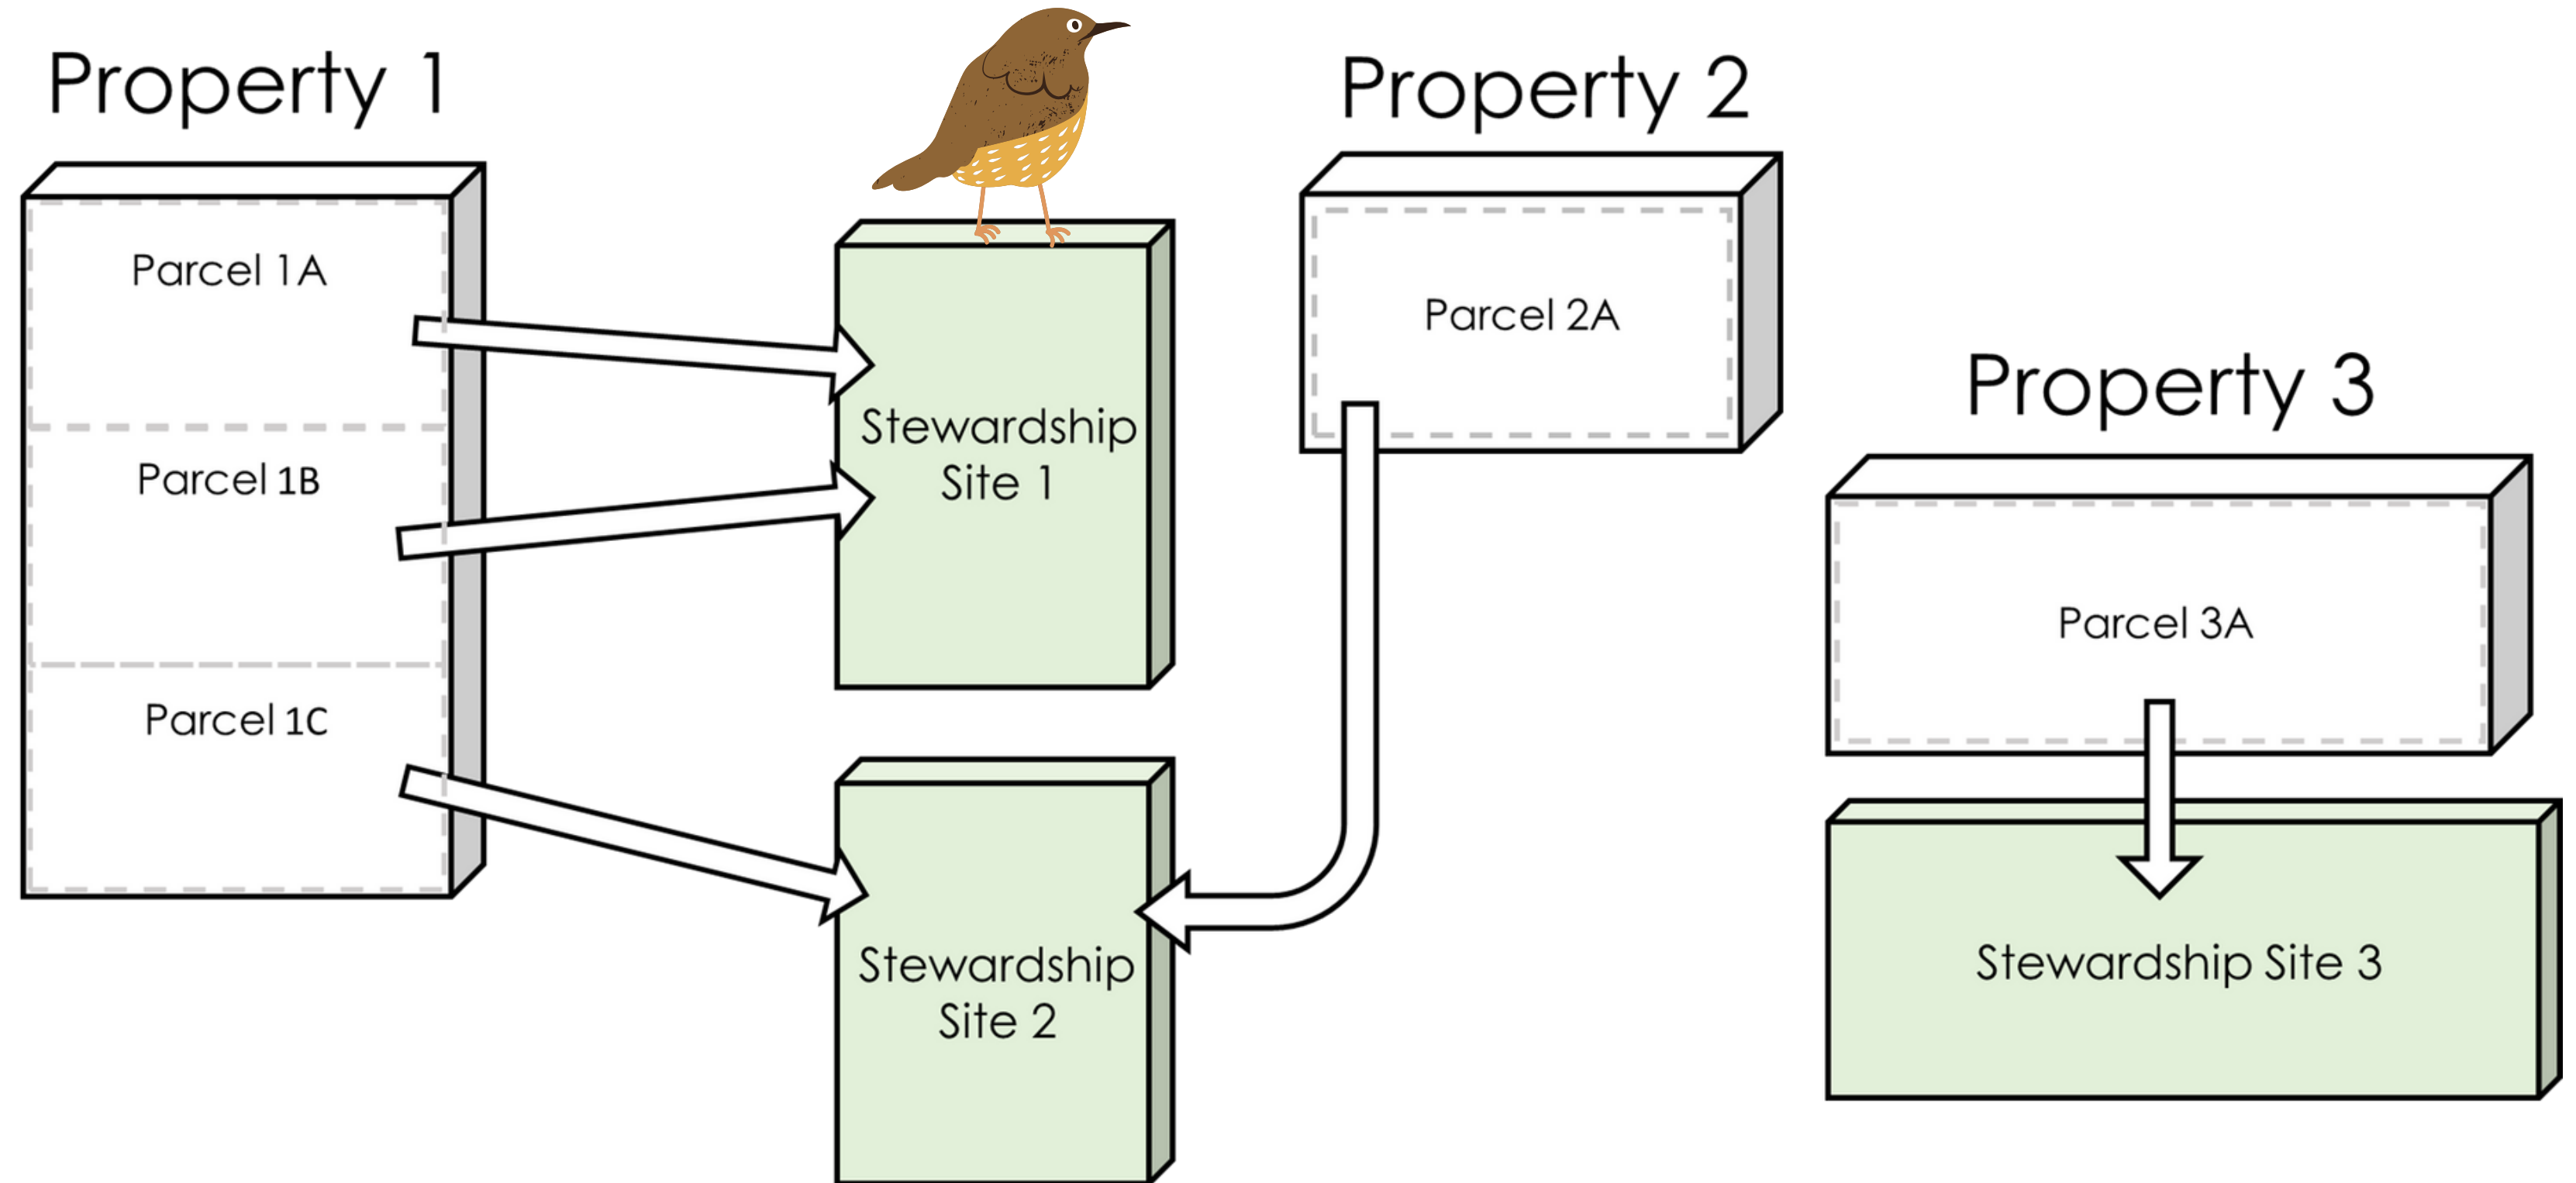 Property 1
Parcel 1A
Parcel 1B
Parcel 1C
Stewardship
Site 1
Stewardship
Site 2
Property 2
Parcel 2A
Property 3
Parcel 3A
Stewardship Site 3